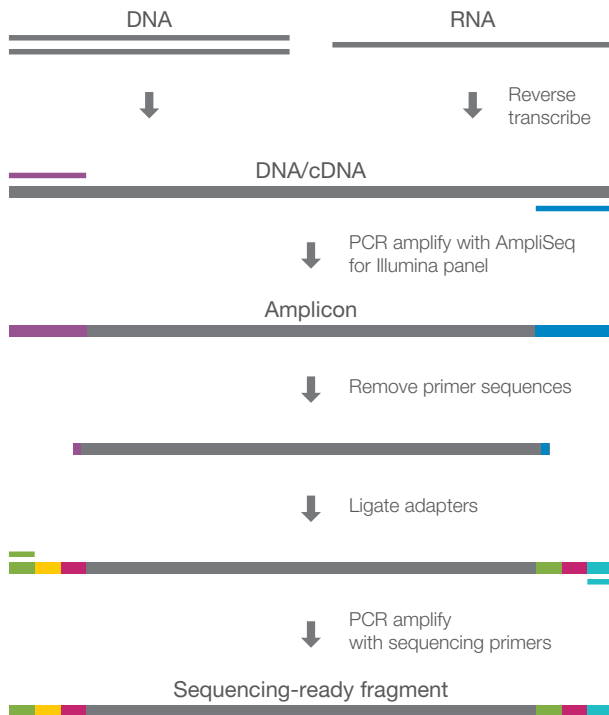 DNA
RNA
Reverse
transcribe
DNA/cDNA
PCR amplify with AmpliSeq
for Illumina panel
Amplicon
Remove primer sequences
Ligate adapters
PCR amplify
with sequencing primers
Sequencing-ready fragment